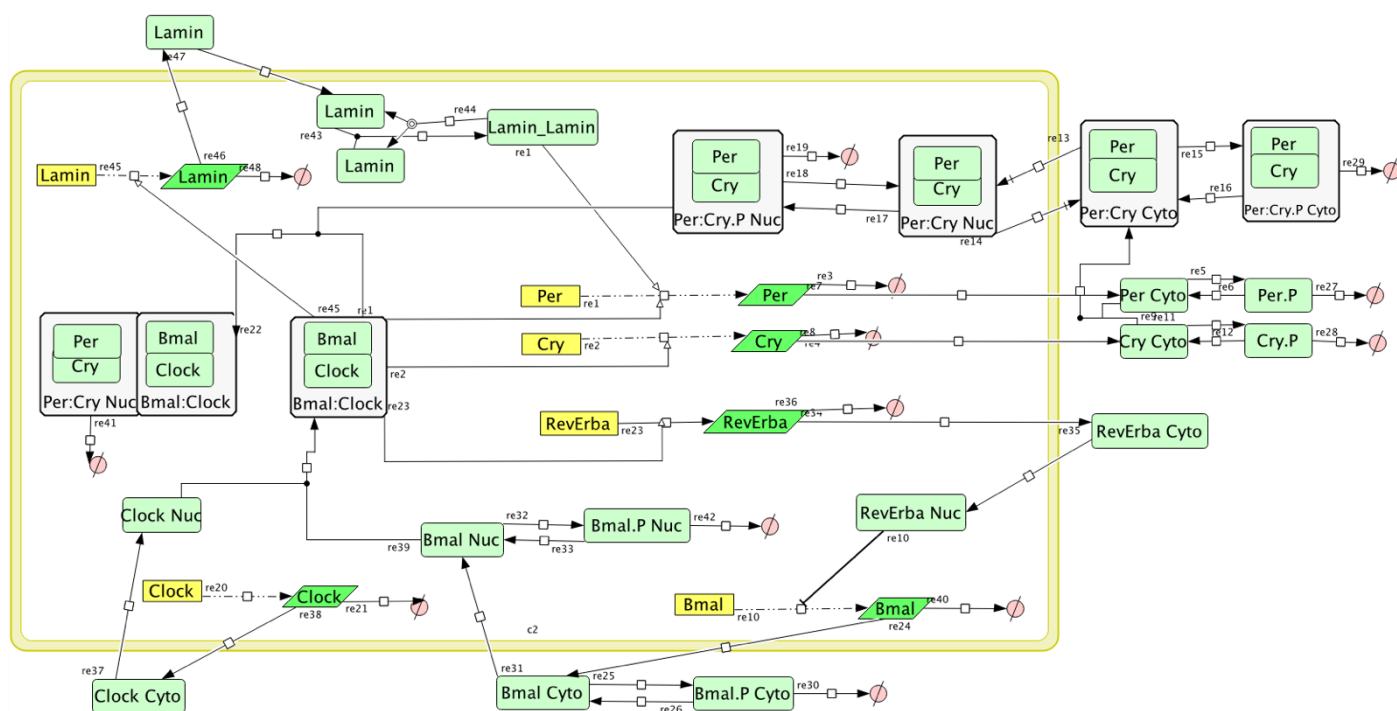 Lamin
re47
Lamin
re44
re43
Lamin_Lamin
Lamin
re1
re46
re45
Lamin
Lamin
re48
Per
Cry
Per:Cry.P Nuc
re19
re18
re17
Per
Cry
Per:Cry Nuc
re14
re13
Per
Cry
Per:Cry Cyto
re15
re16
Per
Cry
Per:Cry.P Cyto
re29
Per
re1
Per
re3
re7
Per Cyto
re5
re6
Per.P
re27
re9
re11
Cry
re2
Cry
re8
re4
Cry Cyto
re12
Cry.P
re28
Per
Cry
Per:Cry Nuc
re41
Bmal
Clock
Bmal:Clock
re22
re45
re1
Bmal
Clock
Bmal:Clock
re2
re23
RevErba
re23
RevErba
re36
re34
re35
RevErba Cyto
Clock Nuc
re39
Bmal Nuc
re32
re33
Bmal.P Nuc
re42
RevErba Nuc
re10
Clock
re20
Clock
re38
re21
Bmal
re10
Bmal
re40
re24
c2
re37
Clock Cyto
re31
Bmal Cyto
re25
re26
Bmal.P Cyto
re30